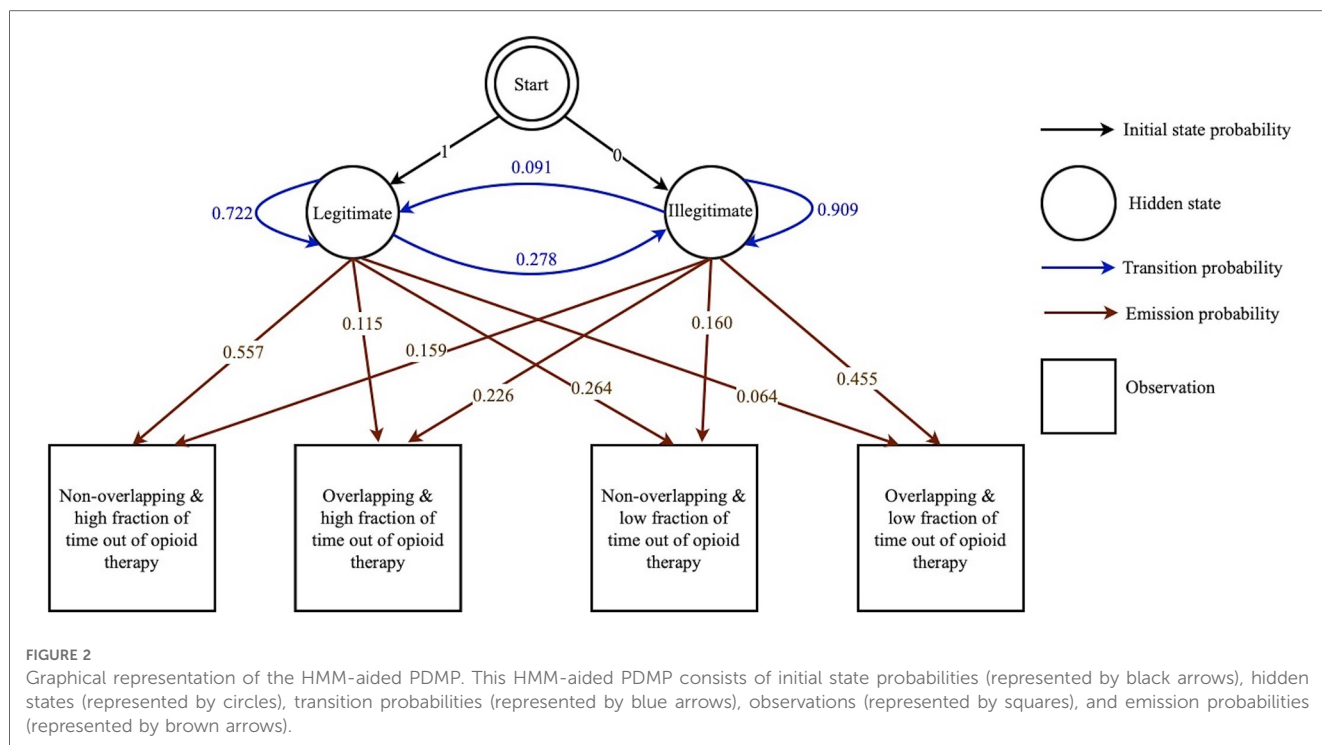 Start
Initial state probability
1
0
0.091
Hidden state
0.722
Legitimate
Illegitimate
0.909
0.278
Transition probability
Emission probability
0.115
0.160
0.557
0.159
0.455
0.226
0.264
0.064
Observation
Non-overlapping &
high fraction of
time out of opioid
therapy
Overlapping &
high fraction of
time out of opioid
therapy
Non-overlapping &
low fraction of
time out of opioid
therapy
Overlapping &
low fraction of
time out of opioid
therapy
FIGURE 2
Graphical representation of the HMM-aided PDMP. This HMM-aided PDMP consists of initial state probabilities (represented by black arrows), hidden
states (represented by circles), transition probabilities (represented by blue arrows), observations (represented by squares), and emission probabilities
(represented by brown arrows).